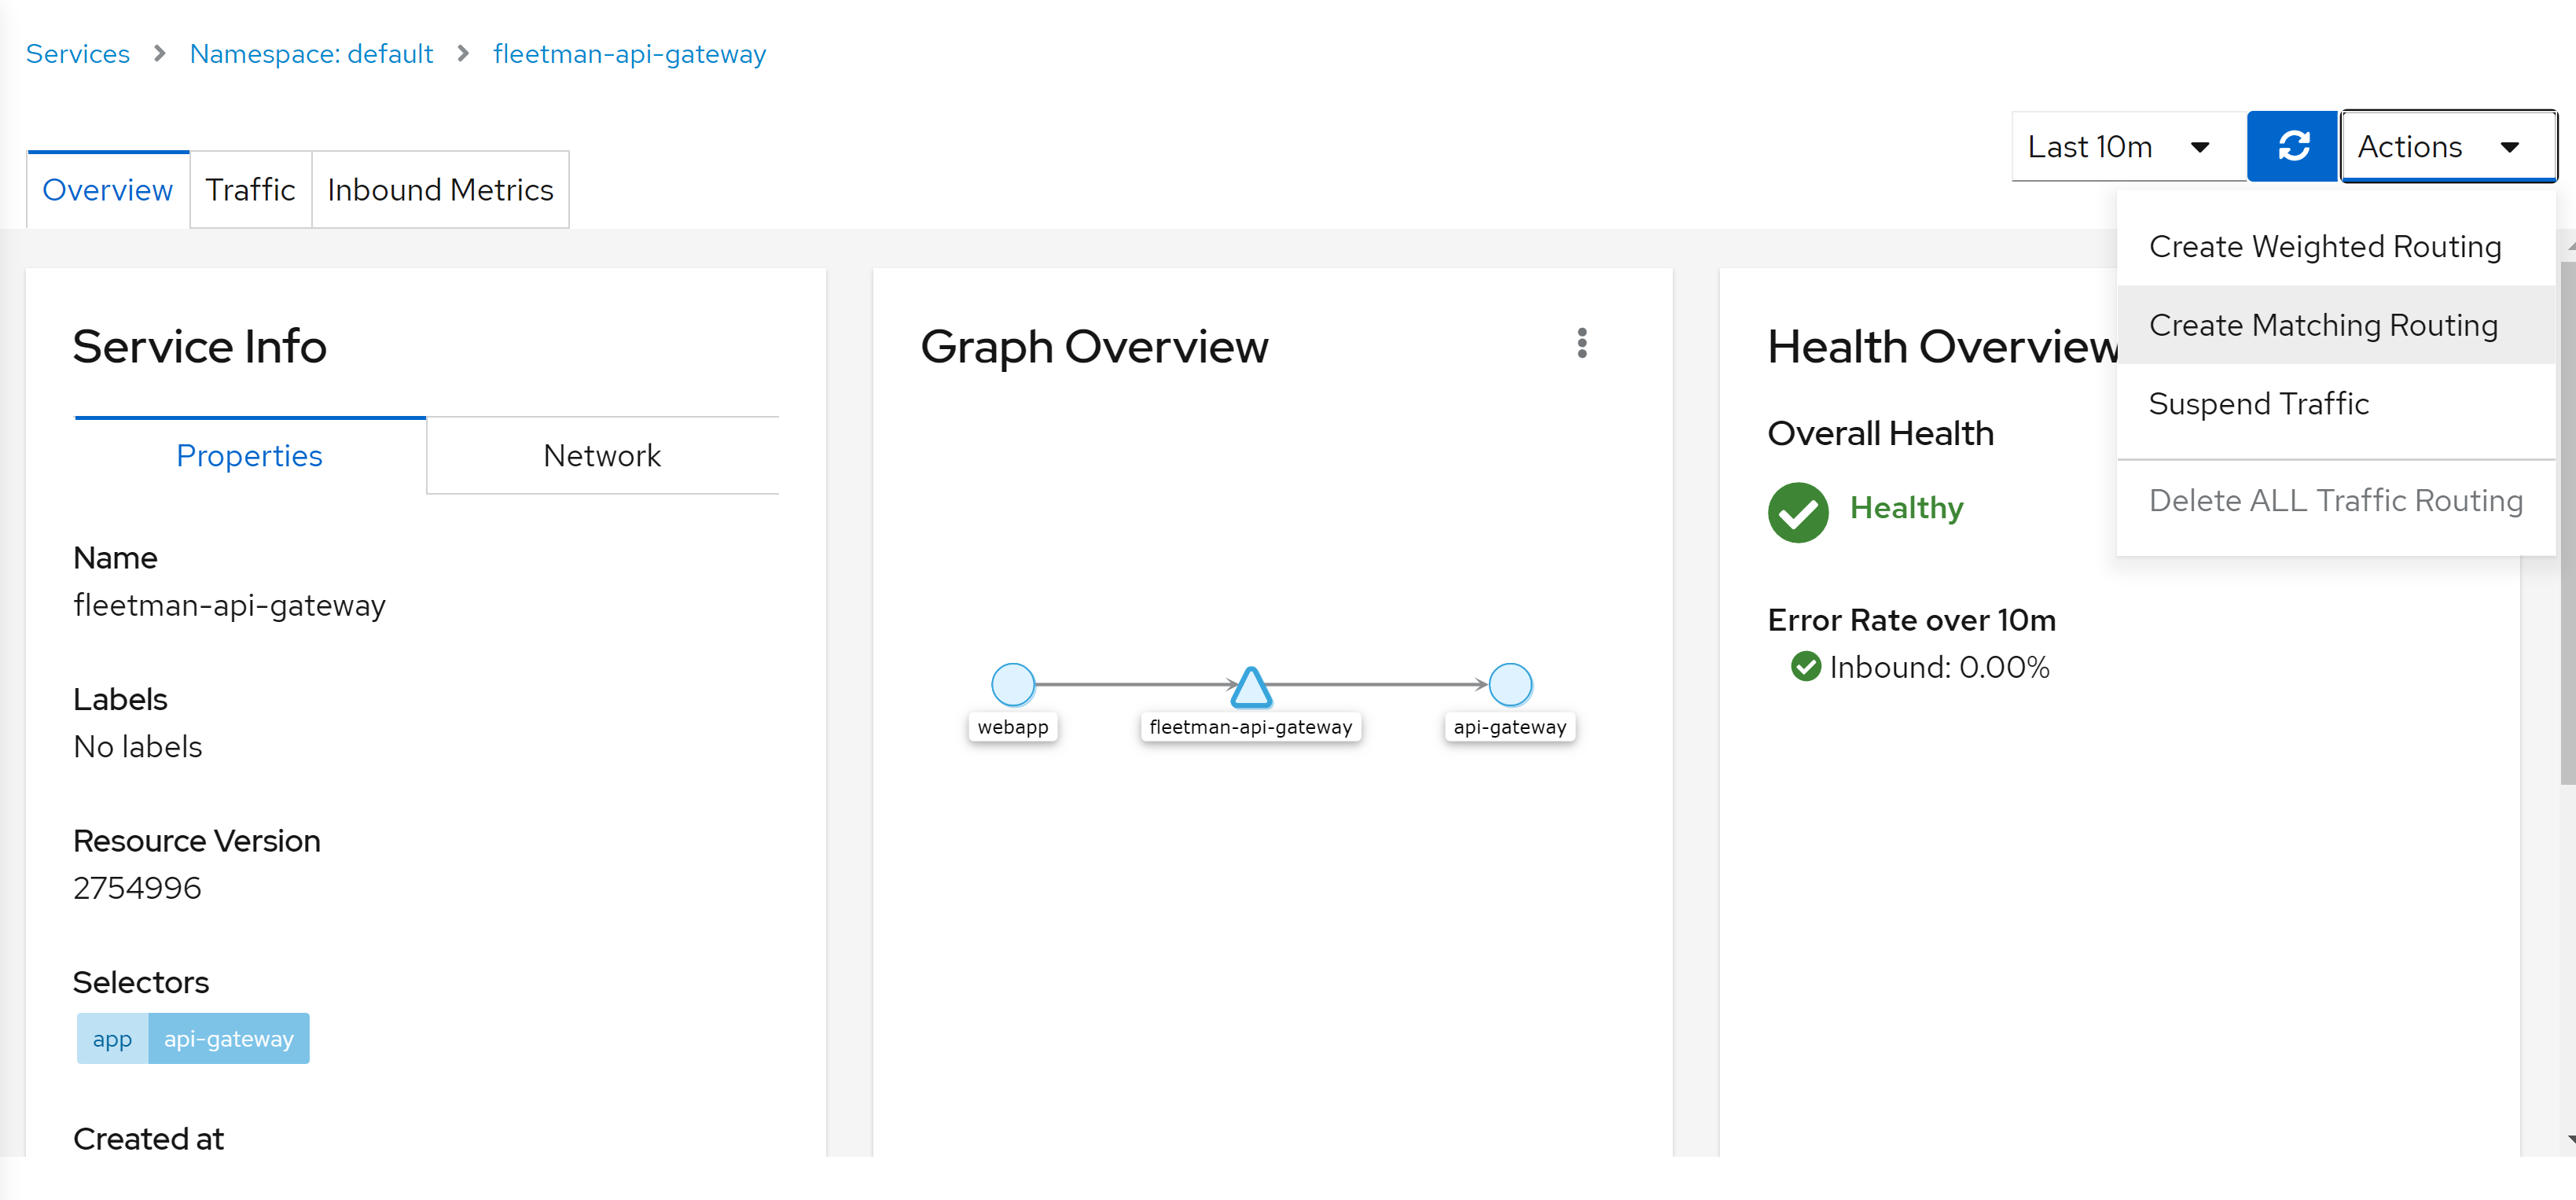 Services > Namespace: default > fleetman-api-gateway
Last 10m
Actions
Overview
Traffic
Inbound Metrics
Create Weighted Routing
Create Matching Routing
Suspend Traffic
Delete ALL Traffic Routing
Service Info
Properties
Network
Name
fleetman-api-gateway
Labels
No labels
Resource Version
2754996
Selectors
app api-gateway
Created at
Graph Overview
webapp
fleetman-api-gateway
api-gateway
Health Overview
Overall Health
Healthy
Error Rate over 10m
Inbound: 0.00%